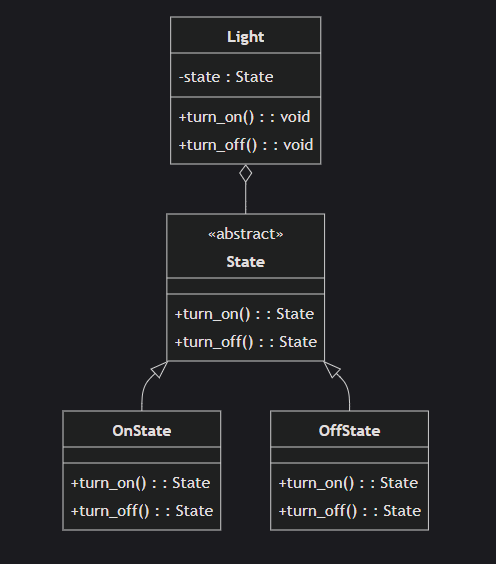 Light
-state : State
+turn_on() : : void
+turn_off() : : void
«abstract»
State
+turn_on() : : State
+turn_off() : : State
OnState
+turn_on() : : State
+turn_off() : : State
OffState
+turn_on() : : State
+turn_off() : : State